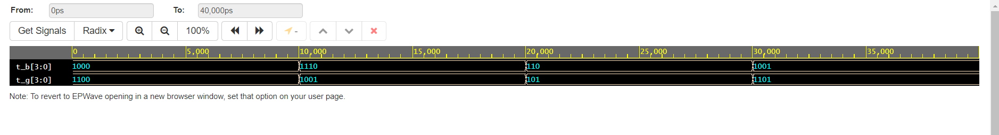 From: 0ps To: 40,000ps
Get Signals Radix 100% -
0 5,000 10,000 15,000 20,000 25,000 30,000 35,000
t_b[3:0] 1000 1110 110 1001
t_g[3:0] 1100 1001 101 1101
Note: To revert to EPWave opening in a new browser window, set that option on your user page.